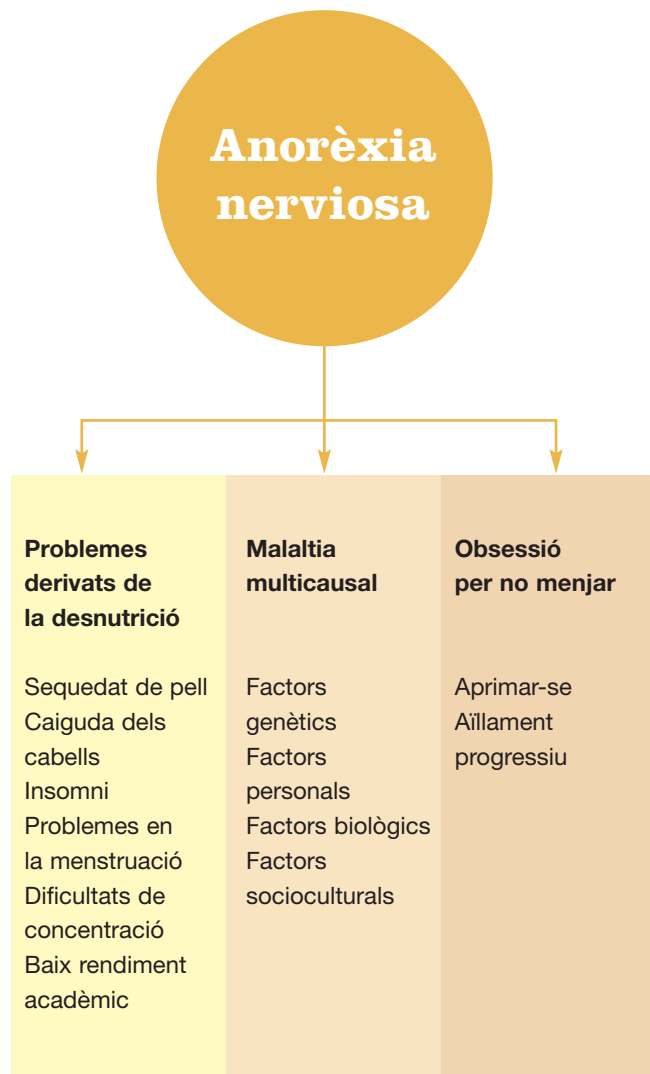 Anorèxia
nerviosa
Problemes
derivats de
la desnutrició
Sequedat de pell
Caiguda dels
cabells
Insomni
Problemes en
la menstruació
Dificultats de
concentració
Baix rendiment
acadèmic
Malaltia
multicausal
Factors
genètics
Factors
personals
Factors biològics
Factors
socioculturals
Obsessió
per no menjar
Aprimar-se
Aïllament
progressiu